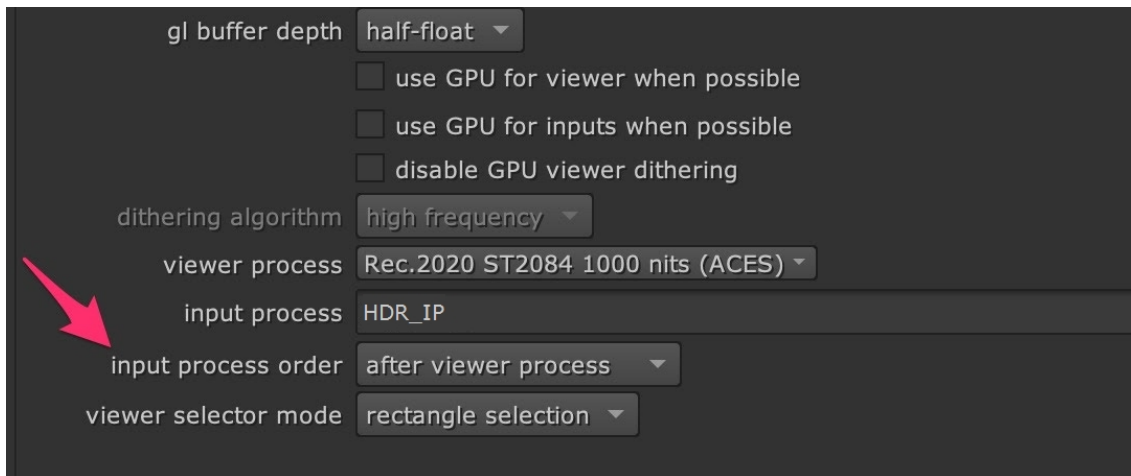 gl buffer depth half-float
use GPU for viewer when possible
use GPU for inputs when possible
disable GPU viewer dithering
dithering algorithm high frequency
viewer process Rec.2020 ST2084 1000 nits (ACES)
input process HDR_IP
input process order after viewer process
viewer selector mode rectangle selection